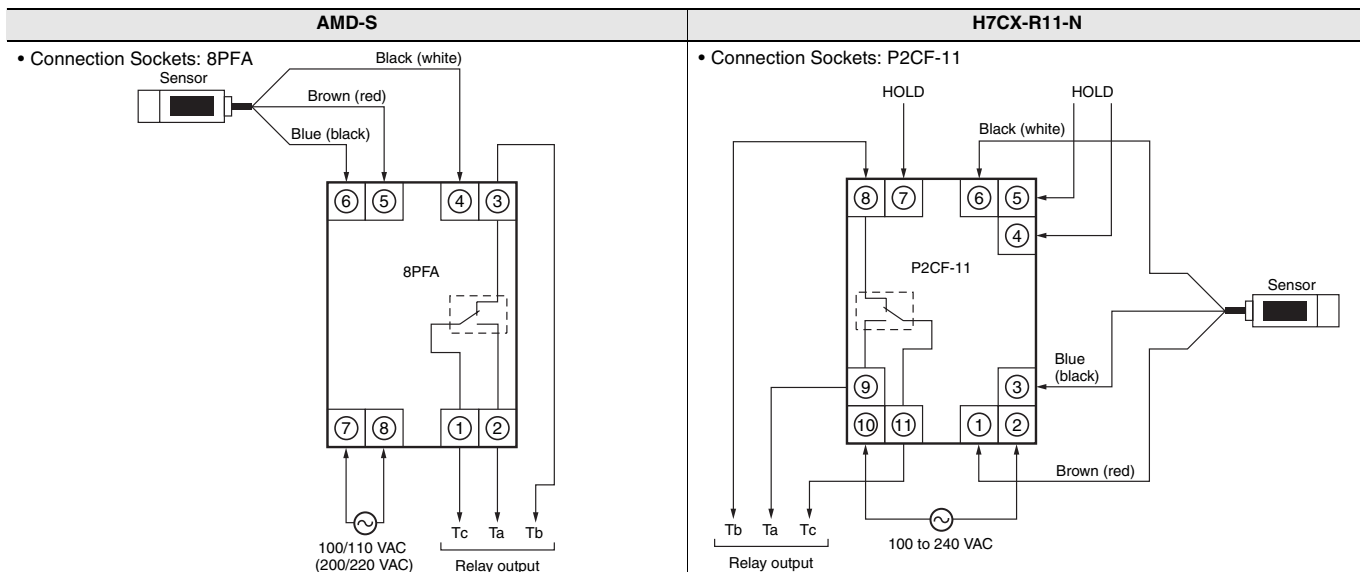 AMD-S
H7CX-R11-N
• Connection Sockets: 8PFA
Sensor
Black (white)
Brown (red)
Blue (black)
6
5
4
3
8PFA
7
8
1
2
100/110 VAC
(200/220 VAC)
Tc
Ta
Tb
Relay output
• Connection Sockets: P2CF-11
HOLD
HOLD
Black (white)
8
7
6
5
4
P2CF-11
Sensor
Blue
(black)
9
3
10
11
1
2
Brown (red)
Tb
Ta
Tc
100 to 240 VAC
Relay output